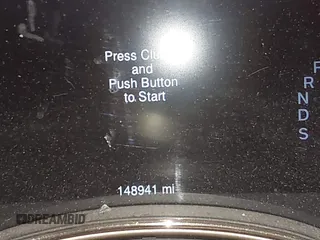 Press
and
Push Button
to Start
P
R
N
D
S
148941 mi
DREAMBID